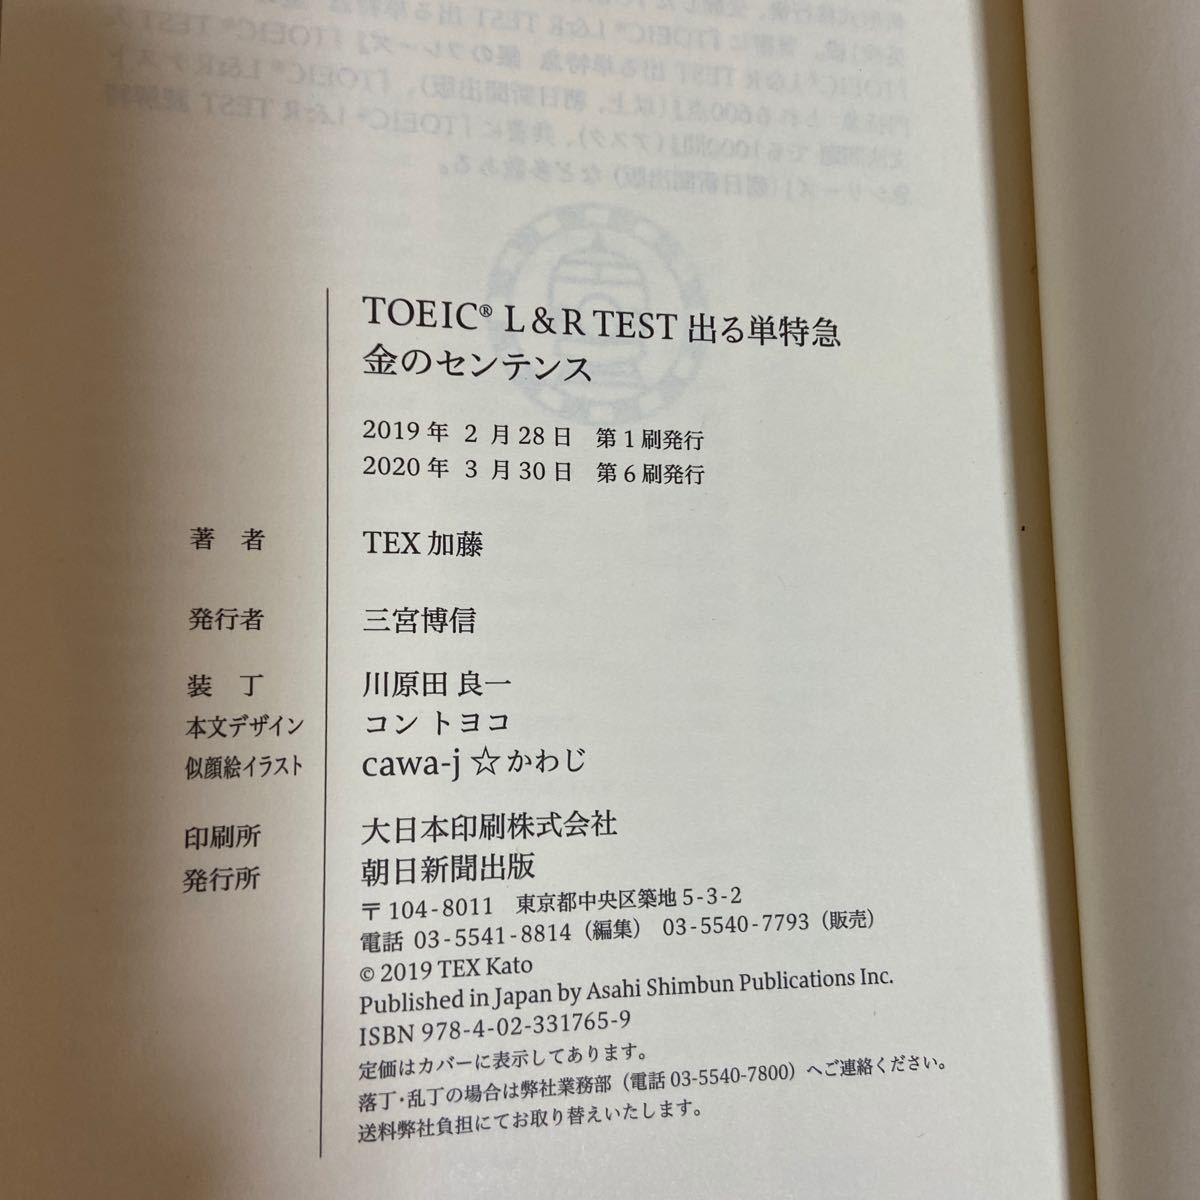 TOEIC® L&R TEST 出る単特急
金のセンテンス
2019年 2 月28日 第1刷発行
2020年 3 月30日 第6刷発行
著 者 TEX 加藤
発行者 三宮博信
装 丁 川原田 良一
本文デザイン コン トヨコ
似顔絵イラスト cawa-j☆かわじ
印刷所 大日本印刷株式会社
発行所 朝日新聞出版
〒104-8011 東京都中央区築地5-3-2
電話 03-5541-8814（編集） 03-5540-7793（販売）
© 2019 TEX Kato
Published in Japan by Asahi Shimbun Publications Inc.
ISBN 978-4-02-331765-9
定価はカバーに表示してあります。
落丁・乱丁の場合は弊社業務部（電話03-5540-7800）へご連絡ください。
送料弊社負担にてお取り替えいたします。